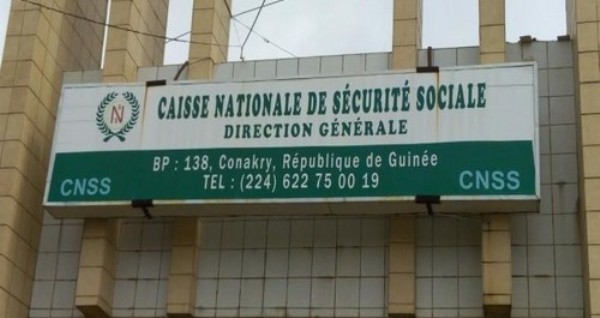 CAISSE NATIONALE DE SÉCURITÉ SOCIALE
DIRECTION GÉNÉRALE
BP : 138, Conakry, République de Guinée
TEL : (224) 622 75 00 19
CNSS
CNSS